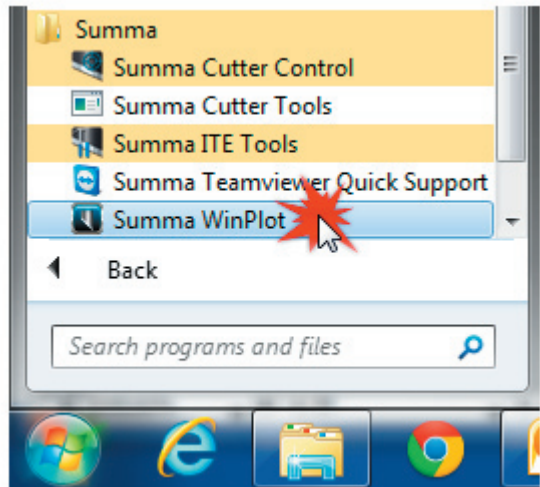 Summa
Summa Cutter Control
Summa Cutter Tools
Summa ITE Tools
Summa Teamviewer Quick Support
Summa WinPlot
Back
Search programs and files